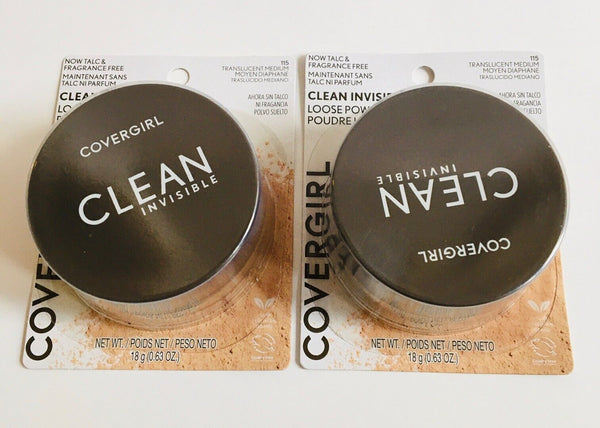 NOW TALC &
FRAGRANCE FREE
MAINTENANT SANS
TALC NI PARFUM
115
TRANSLUCENT MEDIUM
MOYEN DIAPHANE
TRASLÚCIDO MEDIANO
CLEAN
AHORA SIN TALCO
NI FRAGANCIA
POLVO SUELTO
COVERGIRL
COVERGIRL
CLEAN
INVISIBLE
NET WT. / POIDS NET / PESO NETO
18 g (0.63 OZ.)
NOW TALC &
FRAGRANCE FREE
MAINTENANT SANS
TALC NI PARFUM
115
TRANSLUCENT MEDIUM
MOYEN DIAPHANE
TRASLÚCIDO MEDIANO
CLEAN
LOOSE
POUDRE
AHORA SIN TALCO
NI FRAGANCIA
POLVO SUELTO
COVERGIRL
COVERGIRL
CLEAN
INVISIBLE
NET WT. / POIDS NET / PESO NETO
18 g (0.63 OZ.)